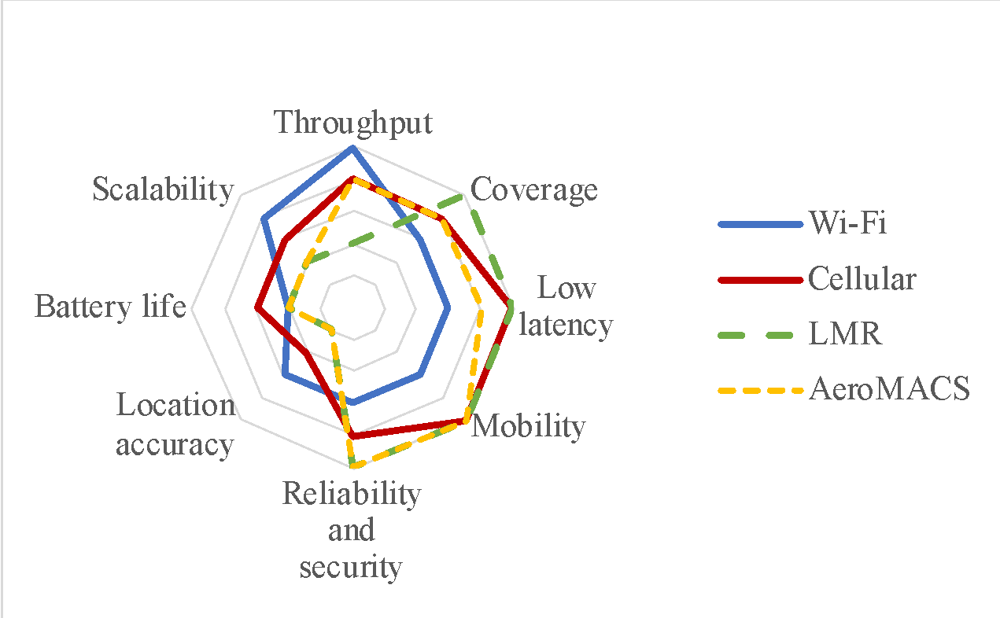 Throughput
Scalability
Coverage
Battery life
Low
latency
Location
accuracy
Mobility
Reliability
and
security
Wi-Fi
Cellular
LMR
AeroMACS